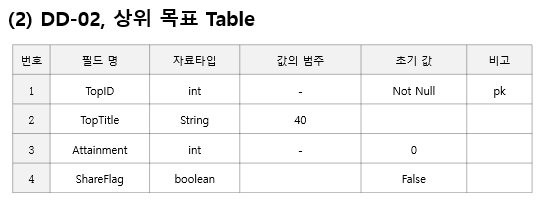 (2) DD-02, 상위 목표 Table
번호 필드 명 자료타입 값의 범주 초기 값 비고
1 TopID int - Not Null pk
2 TopTitle String 40
3 Attainment int - 0
4 ShareFlag boolean False